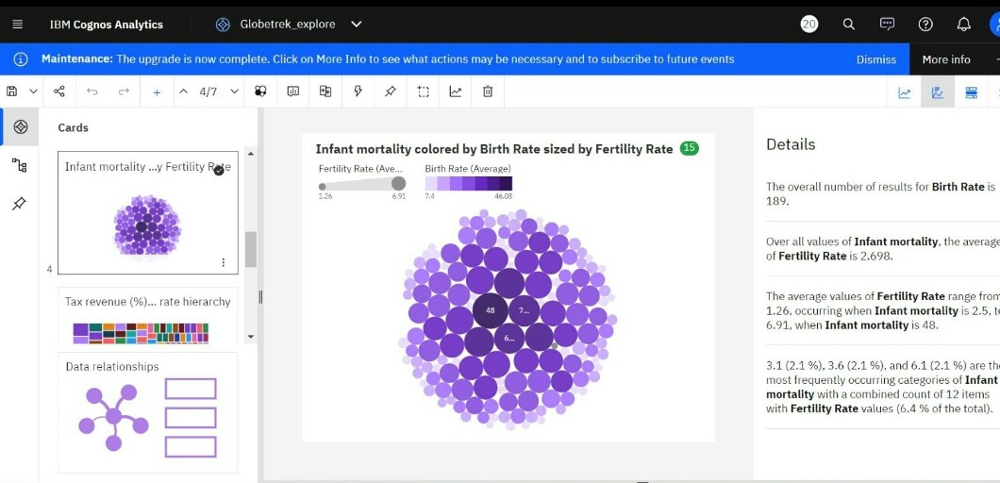 IBM Cognos Analytics
Globetrek_explore
20
Maintenance: The upgrade is now complete. Click on More Info to see what actions may be necessary and to subscribe to future events
Dismiss
More info
4/7
Cards
Infant mortality ...y Fertility Rate
4
Tax revenue (%)... rate hierarchy
Data relationships
Infant mortality colored by Birth Rate sized by Fertility Rate
15
Fertility Rate (Ave...
Birth Rate (Average)
1.26
6.91
7.4
46.08
48
7...
6...
Details
The overall number of results for Birth Rate is
189.
Over all values of Infant mortality, the average
of Fertility Rate is 2.698.
The average values of Fertility Rate range from
1.26, occurring when Infant mortality is 2.5, t
6.91, when Infant mortality is 48.
3.1 (2.1 %), 3.6 (2.1 %), and 6.1 (2.1 %) are th
most frequently occurring categories of Infant
mortality with a combined count of 12 items
with Fertility Rate values (6.4 % of the total).